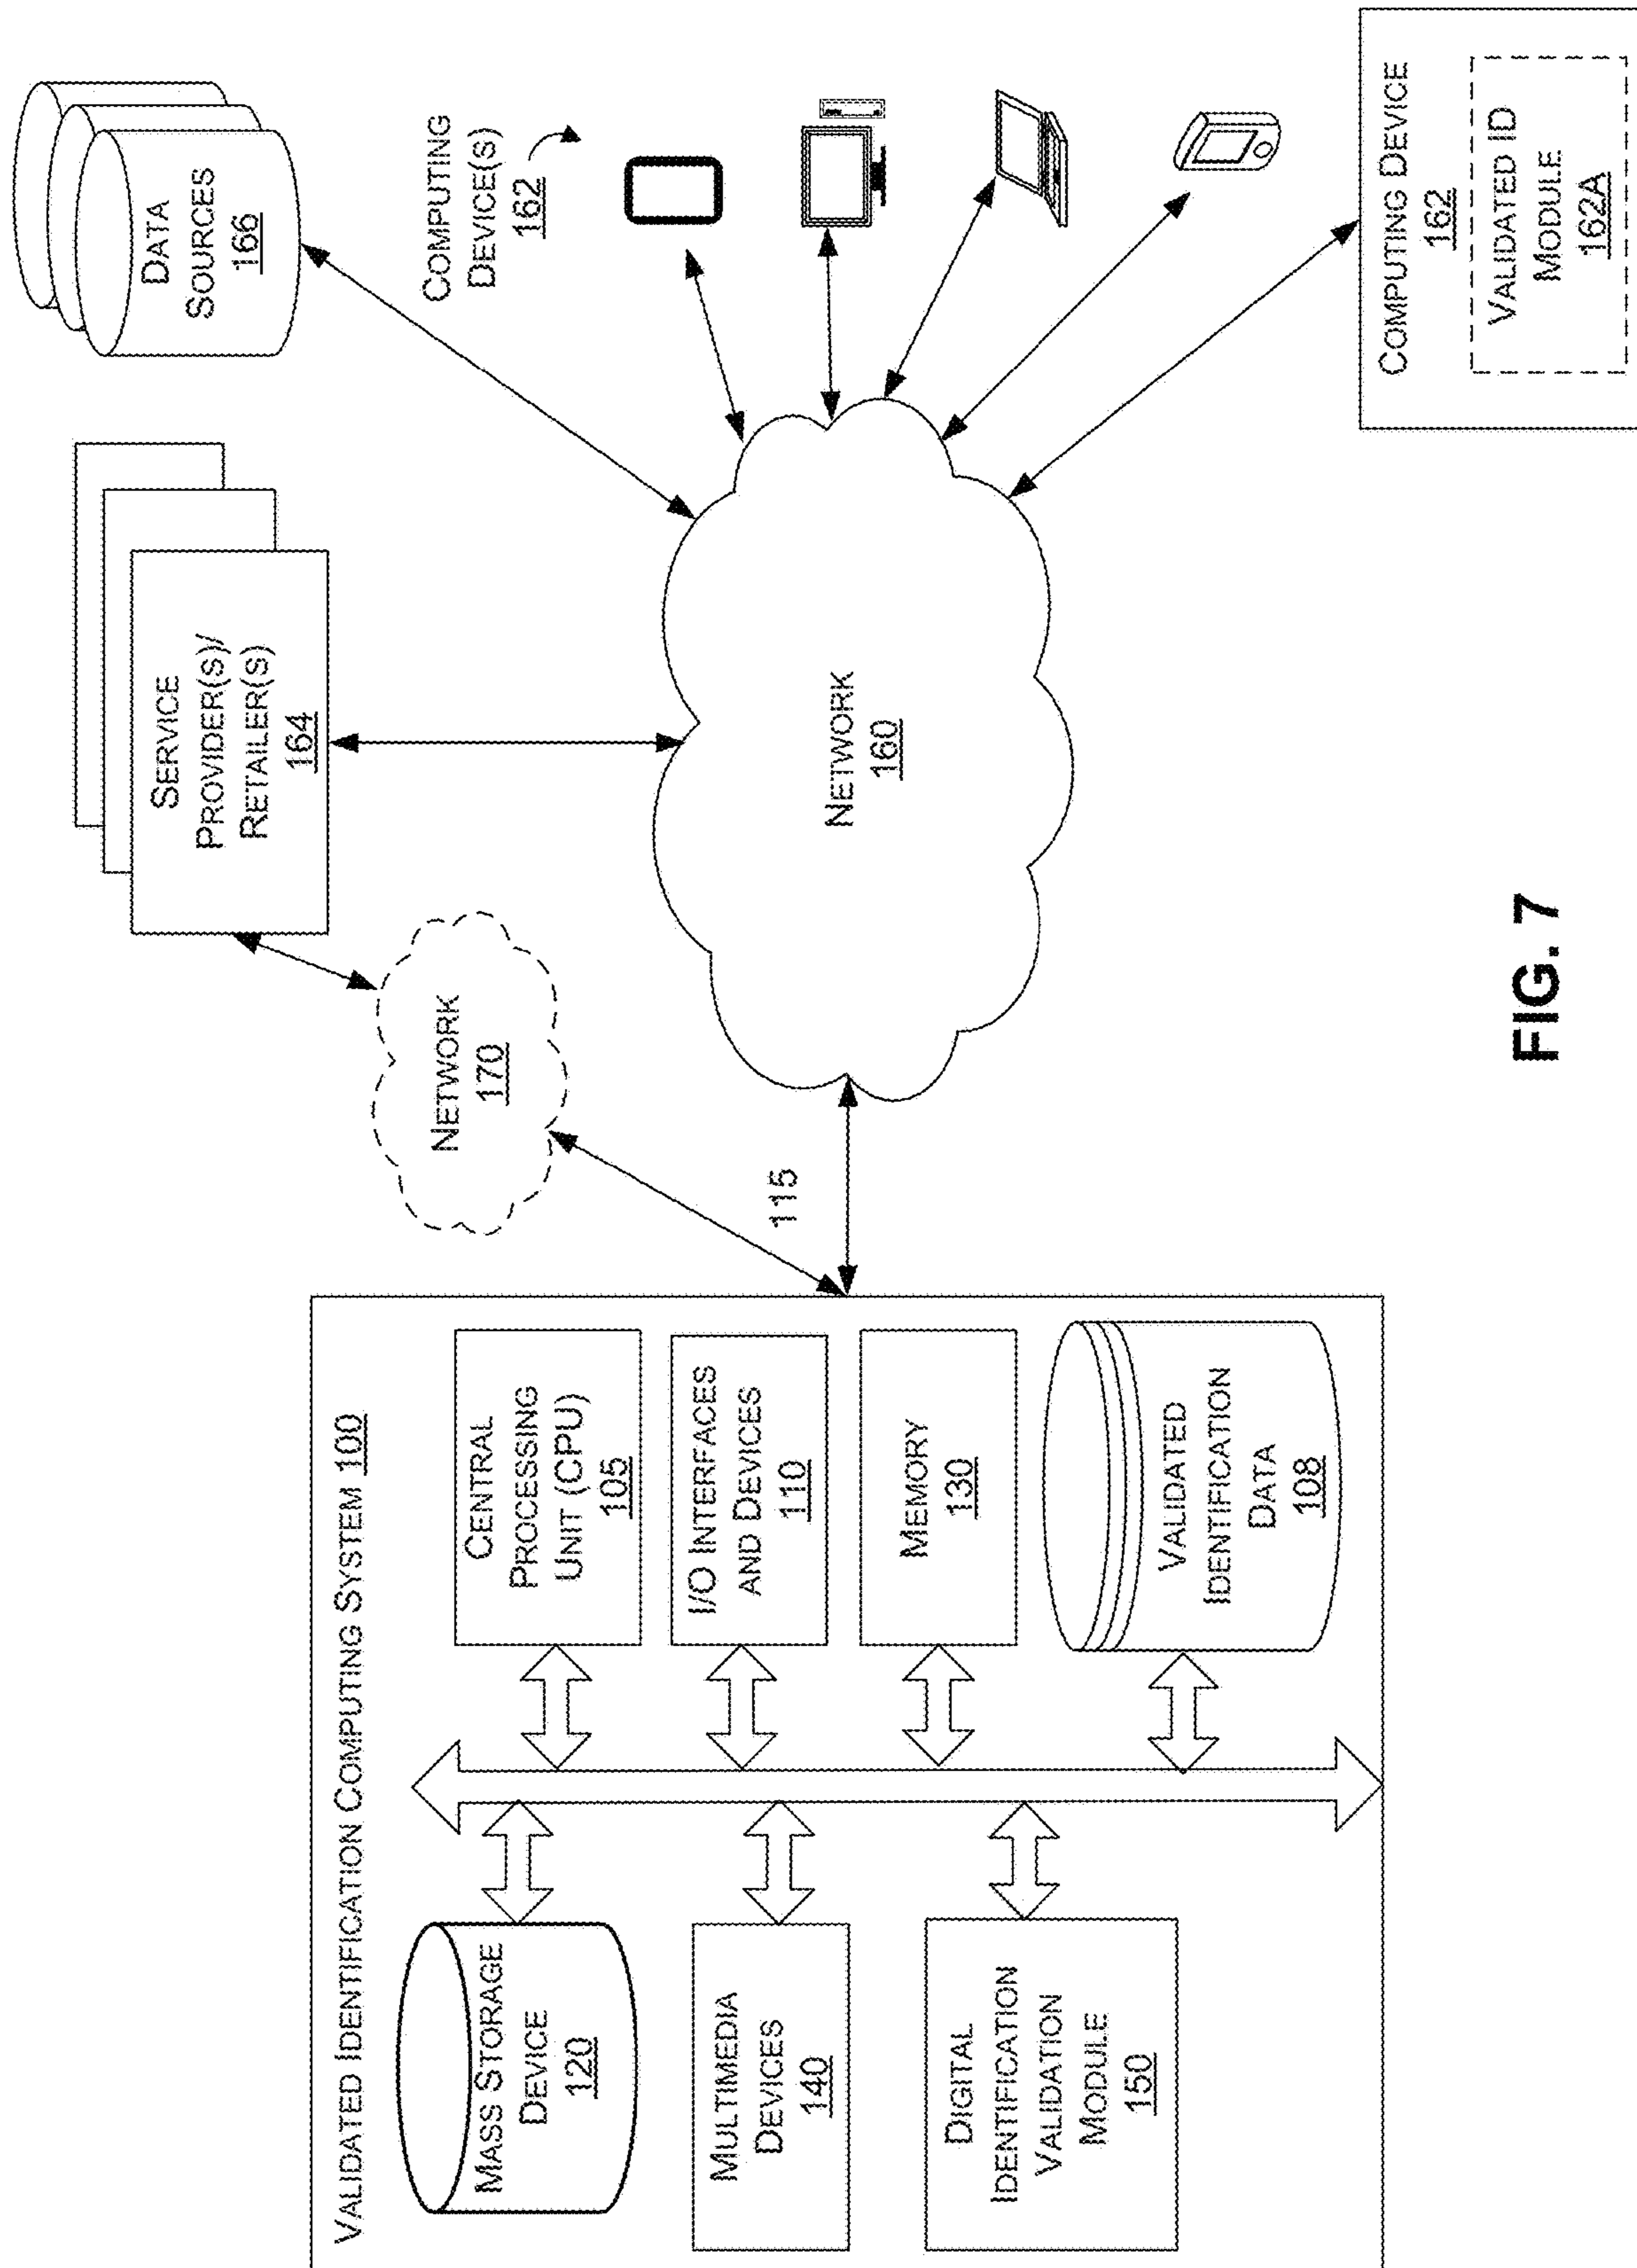 VALIDATED IDENTIFICATION COMPUTING SYSTEM 100
MASS STORAGE
DEVICE
120
MULTIMEDIA
DEVICES
140
DIGITAL
IDENTIFICATION
VALIDATION
MODULE
150
CENTRAL
PROCESSING
UNIT (CPU)
105
I/O INTERFACES
AND DEVICES
110
MEMORY
130
VALIDATED
IDENTIFICATION
DATA
108
115
NETWORK
170
SERVICE
PROVIDER(S)/
RETAILER(S)
164
NETWORK
160
DATA
SOURCES
166
COMPUTING
DEVICE(S)
162
COMPUTING DEVICE
162
VALIDATED ID
MODULE
162A
FIG. 7